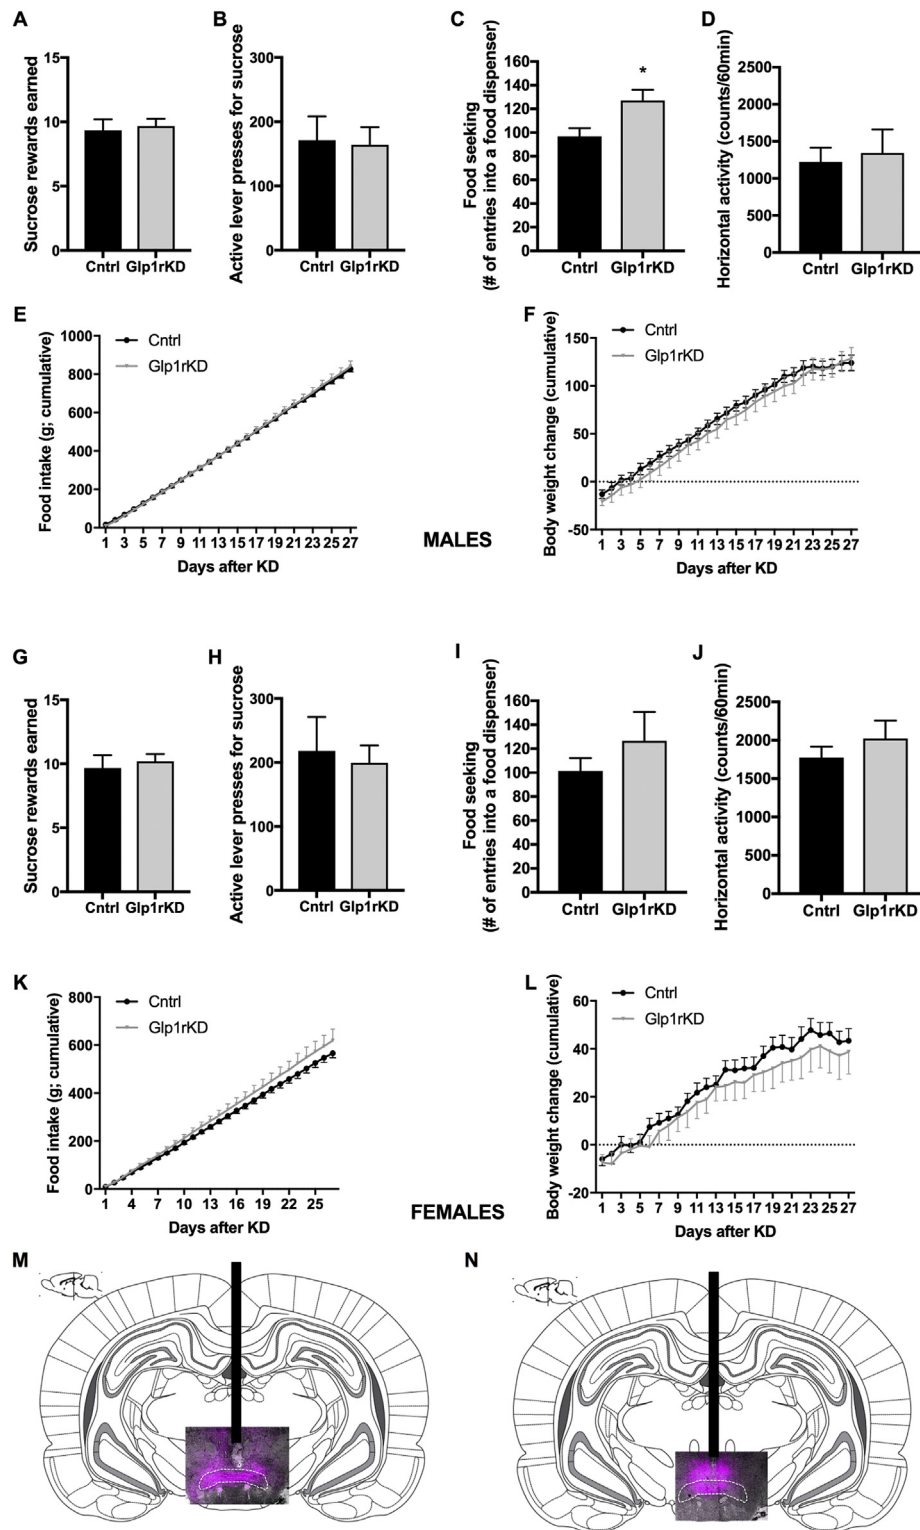 A
Sucrose rewards earned
15
10
5
0
Cntrl Glp1rKD
B
Active lever presses for sucrose
300
200
100
0
Cntrl Glp1rKD
C
Food seeking
(# of entries into a food dispenser)
160
140
120
100
80
60
40
20
0
*
Cntrl Glp1rKD
D
Horizontal activity (counts/60min)
2500
2000
1500
1000
500
0
Cntrl Glp1rKD
E
Food intake (g; cumulative)
1000
800
600
400
200
0
Cntrl
Glp1rKD
1 3 5 7 9 11 13 15 17 19 21 23 25 27
Days after KD
MALES
F
Body weight change (cumulative)
150
100
50
0
-50
Cntrl
Glp1rKD
1 3 5 7 9 11 13 15 17 19 21 23 25 27
Days after KD
G
Sucrose rewards earned
15
10
5
0
Cntrl Glp1rKD
H
Active lever presses for sucrose
300
200
100
0
Cntrl Glp1rKD
I
Food seeking
(# of entries into a food dispenser)
160
140
120
100
80
60
40
20
0
Cntrl Glp1rKD
J
Horizontal activity (counts/60min)
2500
2000
1500
1000
500
0
Cntrl Glp1rKD
K
Food intake (g; cumulative)
800
600
400
200
0
Cntrl
Glp1rKD
1 4 7 10 13 16 19 22 25
Days after KD
FEMALES
L
Body weight change (cumulative)
60
40
20
0
-20
Cntrl
Glp1rKD
1 3 5 7 9 11 13 15 17 19 21 23 25 27
Days after KD
M
N